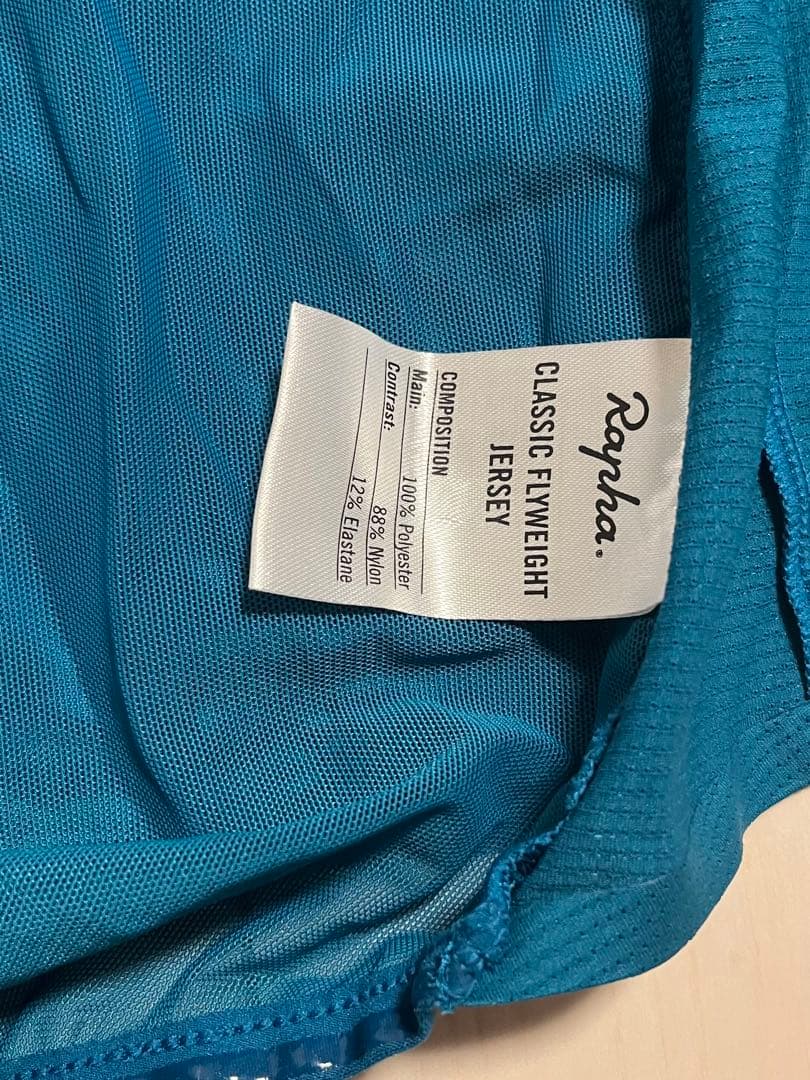 Rapha.®
CLASSIC FLYWEIGHT
JERSEY
COMPOSITION
Main: 100% Polyester
Contrast: 88% Nylon
12% Elastane